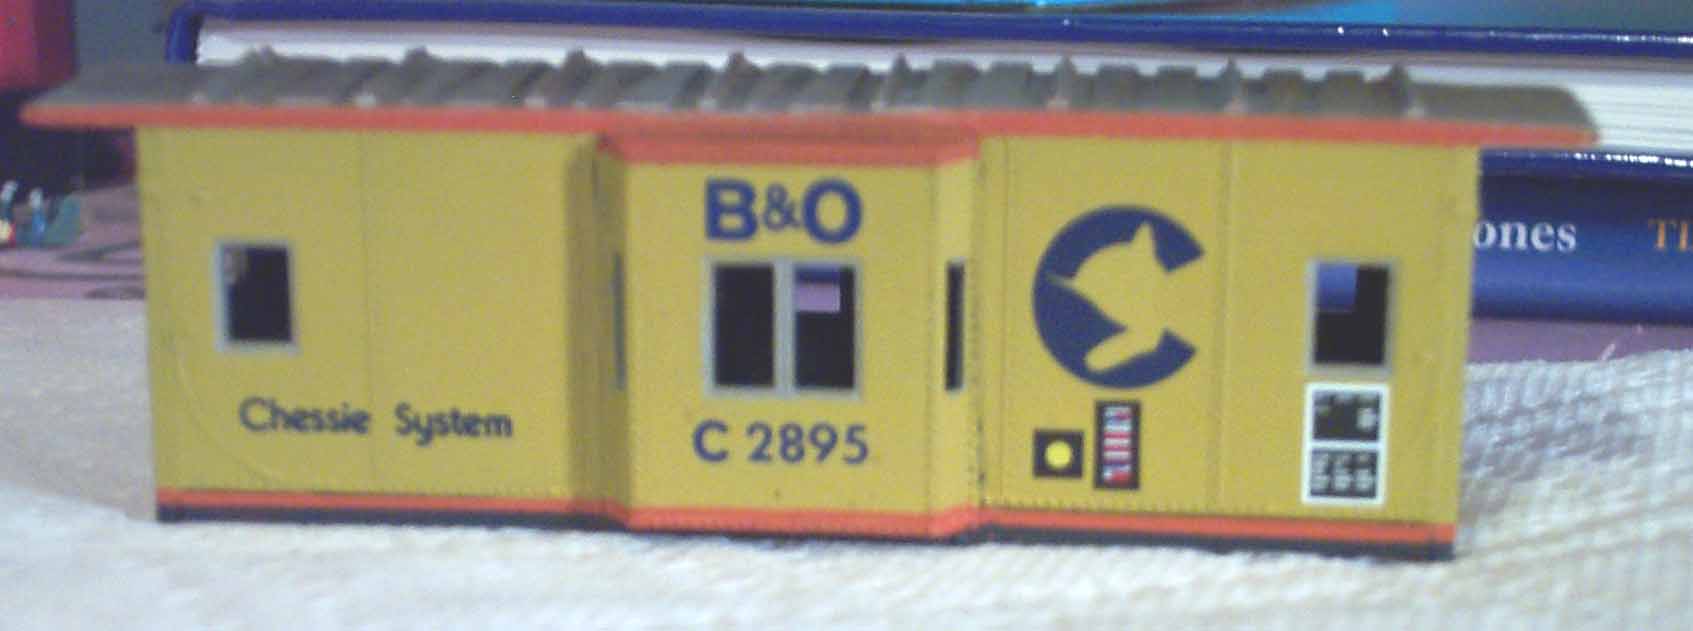 B&O
Chessie System
C 2895
ones